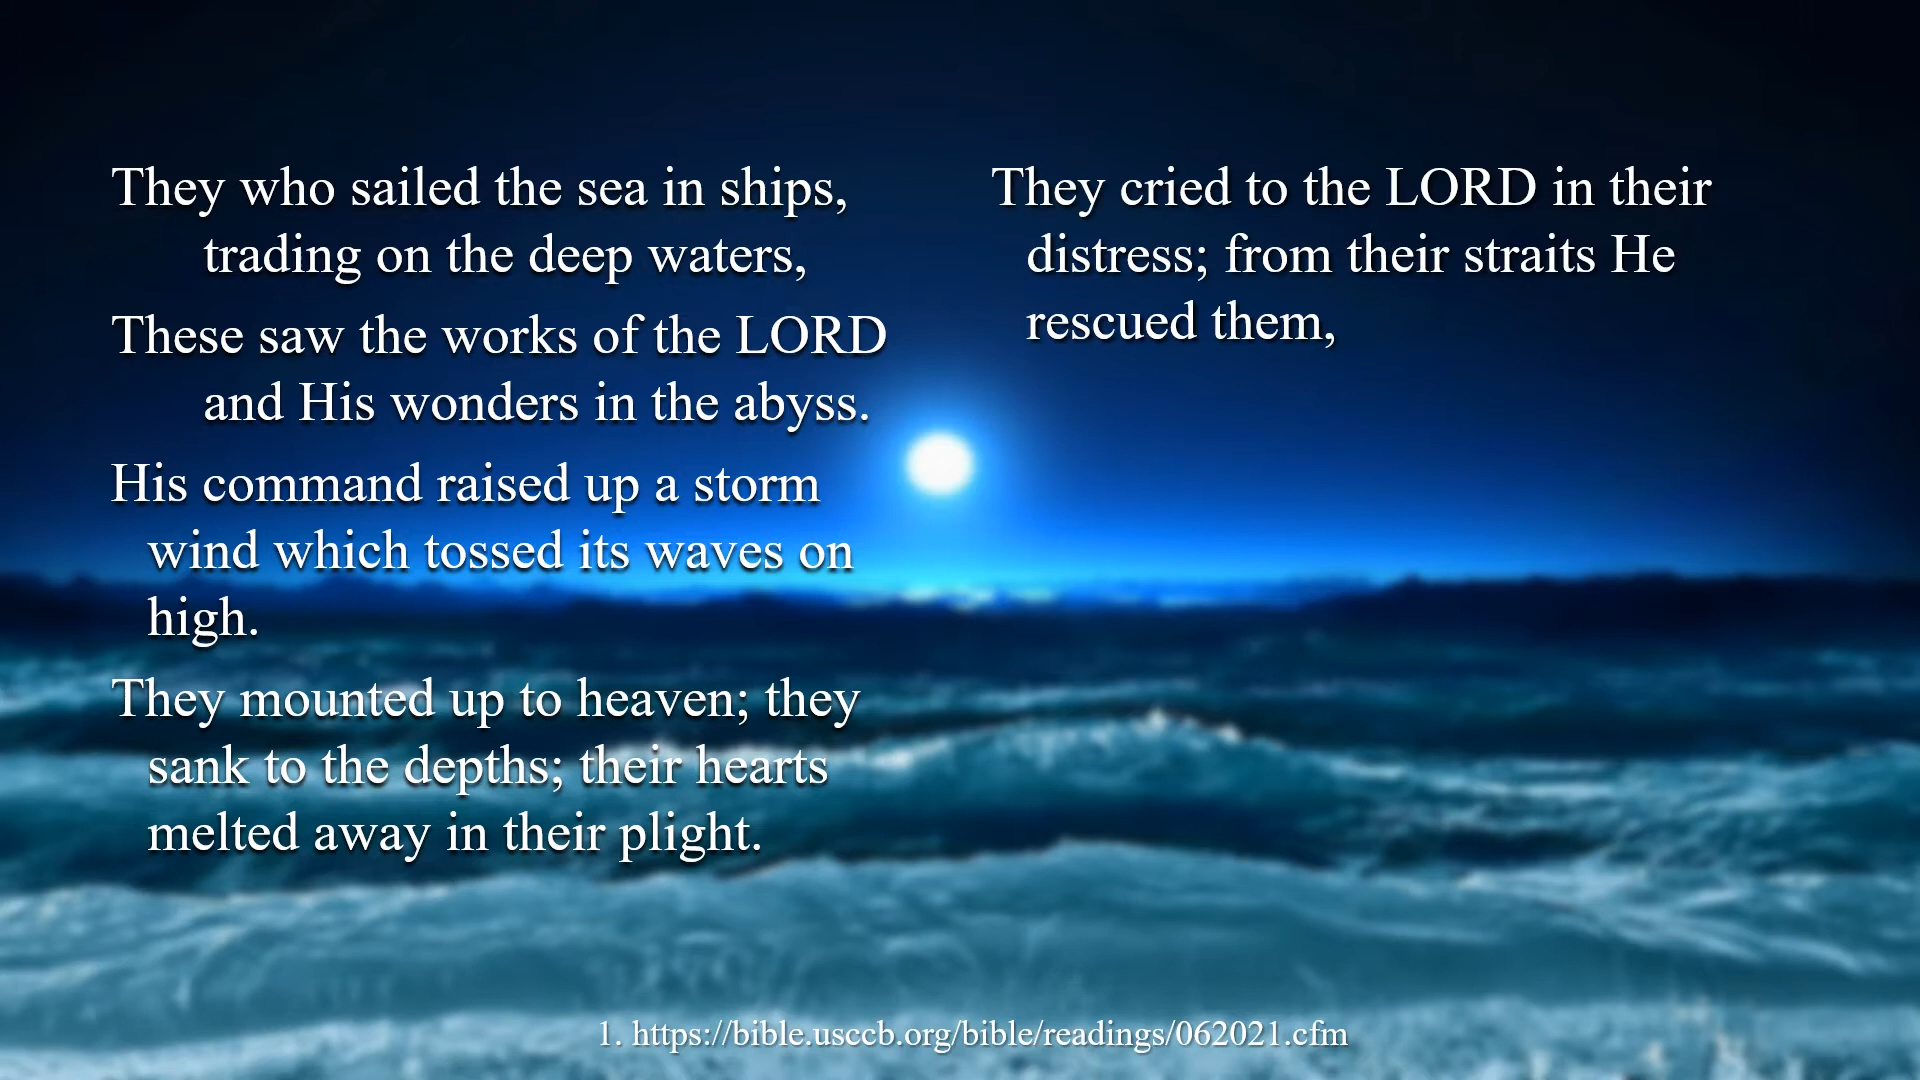 They who sailed the sea in ships,
trading on the deep waters,
These saw the works of the LORD
and His wonders in the abyss.
His command raised up a storm
wind which tossed its waves on
high.
They mounted up to heaven; they
sank to the depths; their hearts
melted away in their plight.
They cried to the LORD in their
distress; from their straits He
rescued them,
1. https://bible.usccb.org/bible/readings/062021.cfm